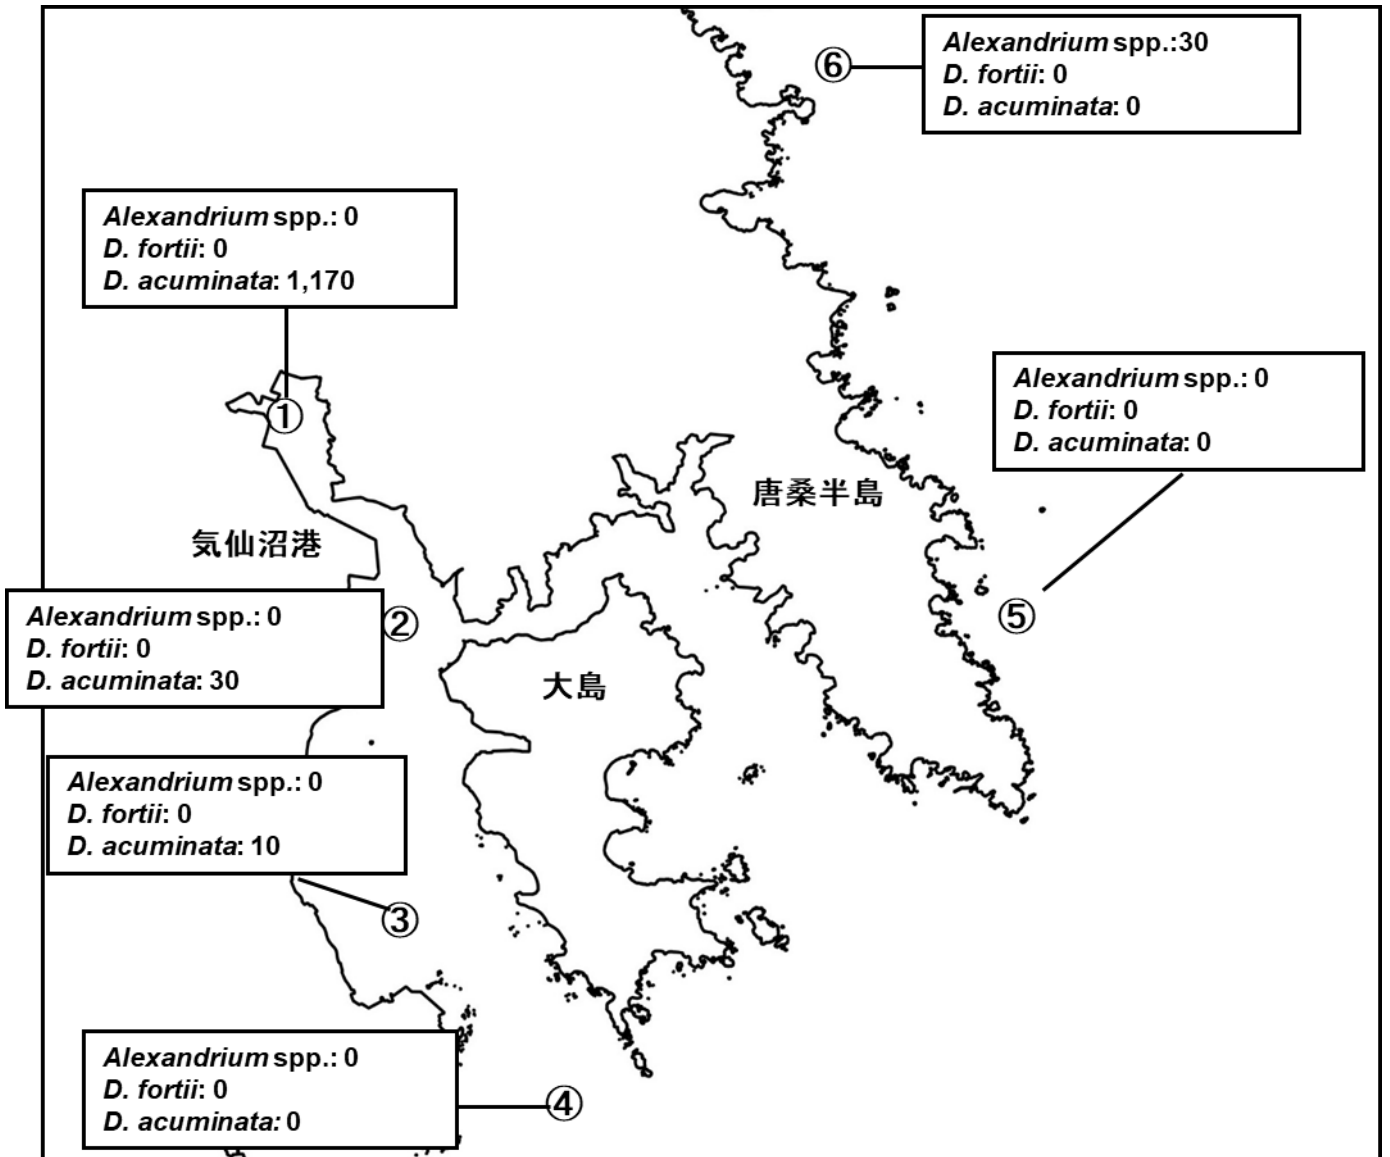 ⑥
Alexandrium spp.:30
D. fortii: 0
D. acuminata: 0
Alexandrium spp.: 0
D. fortii: 0
D. acuminata: 1,170
①
Alexandrium spp.: 0
D. fortii: 0
D. acuminata: 0
唐桑半島
気仙沼港
⑤
Alexandrium spp.: 0
D. fortii: 0
D. acuminata: 30
②
大島
Alexandrium spp.: 0
D. fortii: 0
D. acuminata: 10
③
Alexandrium spp.: 0
D. fortii: 0
D. acuminata: 0
④